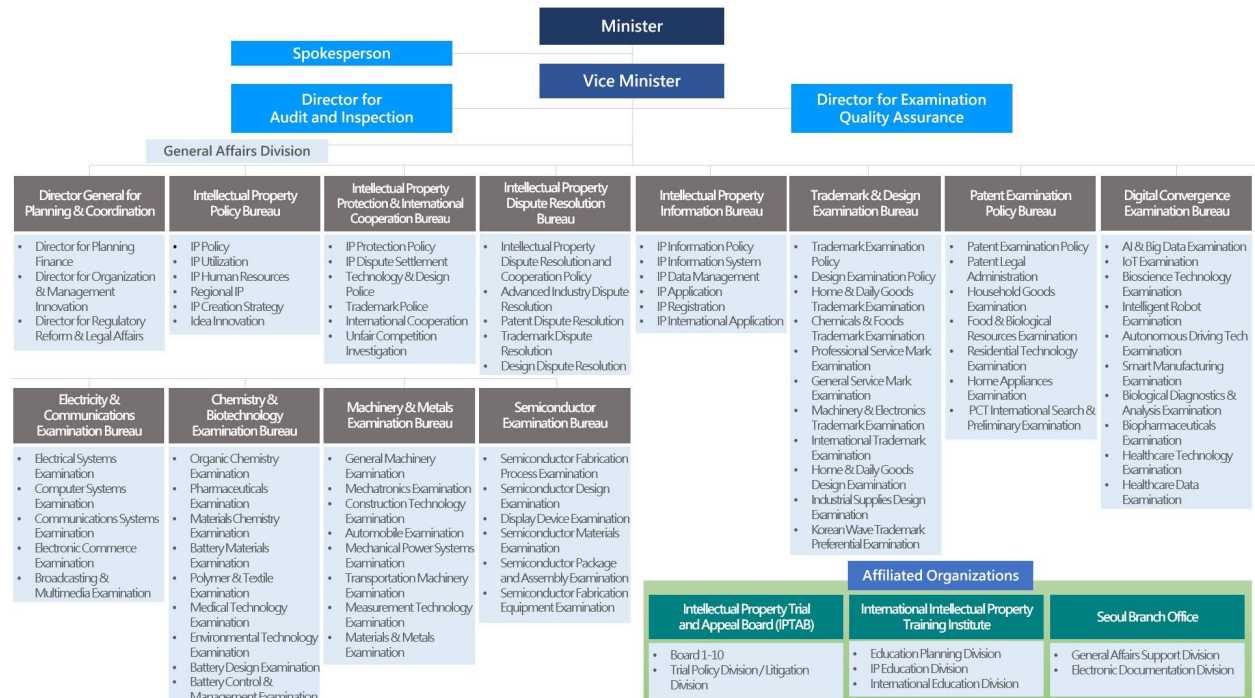 Minister
Spokesperson
Vice Minister
Director for
Audit and Inspection
Director for Examination
Quality Assurance
General Affairs Division
Director General for
Planning & Coordination
• Director for Planning
Finance
• Director for Organization
& Management
Innovation
• Director for Regulatory
Reform & Legal Affairs
Intellectual Property
Policy Bureau
• IP Policy
• IP Utilization
• IP Human Resources
• Regional IP
• IP Creation Strategy
• Idea Innovation
Intellectual Property
Protection & International
Cooperation Bureau
• IP Protection Policy
• IP Dispute Settlement
• Technology & Design
Police
• Trademark Police
• International Cooperation
• Unfair Competition
Investigation
Intellectual Property
Dispute Resolution
Bureau
• Intellectual Property
Dispute Resolution and
Cooperation Policy
• Advanced Industry Dispute
Resolution
• Patent Dispute Resolution
• Trademark Dispute
Resolution
• Design Dispute Resolution
Intellectual Property
Information Bureau
• IP Information Policy
• IP Information System
• IP Data Management
• IP Application
• IP Registration
• IP International Application
Trademark & Design
Examination Bureau
• Trademark Examination
Policy
• Design Examination Policy
• Home & Daily Goods
Trademark Examination
• Chemicals & Foods
Trademark Examination
• Professional Service Mark
Examination
• General Service Mark
Examination
• Machinery & Electronics
Trademark Examination
• International Trademark
Examination
• Home & Daily Goods
Design Examination
• Industrial Supplies Design
Examination
• Korean Wave Trademark
Preferential Examination
Patent Examination
Policy Bureau
• Patent Examination Policy
• Patent Legal
Administration
• Household Goods
Examination
• Food & Biological
Resources Examination
• Residential Technology
Examination
• Home Appliances
Examination
• PCT International Search &
Preliminary Examination
Digital Convergence
Examination Bureau
• AI & Big Data Examination
• IoT Examination
• Bioscience Technology
Examination
• Intelligent Robot
Examination
• Autonomous Driving Tech
Examination
• Smart Manufacturing
Examination
• Biological Diagnostics &
Analysis Examination
• Biopharmaceuticals
Examination
• Healthcare Technology
Examination
• Healthcare Data
Examination
Electricity &
Communications
Examination Bureau
• Electrical Systems
Examination
• Computer Systems
Examination
• Communications Systems
Examination
• Electronic Commerce
Examination
• Broadcasting &
Multimedia Examination
Chemistry &
Biotechnology
Examination Bureau
• Organic Chemistry
Examination
• Pharmaceuticals
Examination
• Materials Chemistry
Examination
• Battery Materials
Examination
• Polymer & Textile
Examination
• Medical Technology
Examination
• Environmental Technology
Examination
• Battery Design Examination
• Battery Control &
Management Examination
Machinery & Metals
Examination Bureau
• General Machinery
Examination
• Mechatronics Examination
• Construction Technology
Examination
• Automobile Examination
• Mechanical Power Systems
Examination
• Transportation Machinery
Examination
• Measurement Technology
Examination
• Materials & Metals
Examination
Semiconductor
Examination Bureau
• Semiconductor Fabrication
Process Examination
• Semiconductor Design
Examination
• Display Device Examination
• Semiconductor Materials
Examination
• Semiconductor Package
and Assembly Examination
• Semiconductor Fabrication
Equipment Examination
Affiliated Organizations
Intellectual Property Trial
and Appeal Board (IPTAB)
• Board 1-10
• Trial Policy Division / Litigation
Division
International Intellectual Property
Training Institute
• Education Planning Division
• IP Education Division
• International Education Division
Seoul Branch Office
• General Affairs Support Division
• Electronic Documentation Division